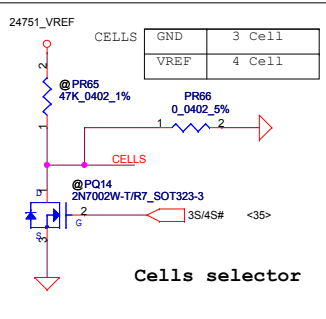 24751_VREF
CELLS GND 3 Cell
VREF 4 Cell
2
@PR65
47K_0402_1%
1
PR66
0_0402_5%
1 2
CELLS
@PQ14
2N7002W-T/R7_SOT323-3
D
2
G
S
3
3S/4S# <35>
Cells selector